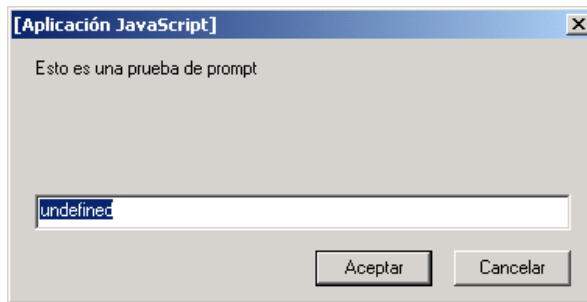 [Aplicación JavaScript]
Esto es una prueba de prompt
undefined
Aceptar
Cancelar